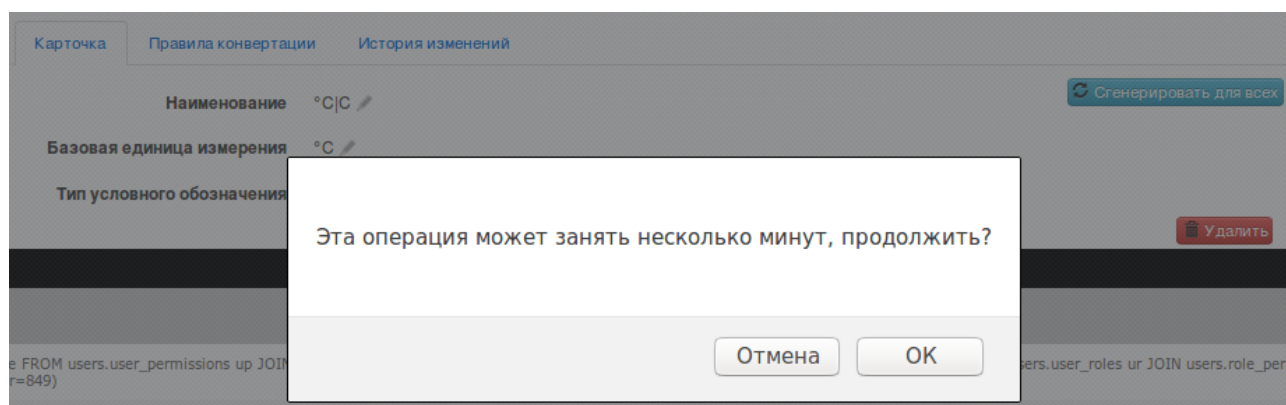 Карточка Правила конвертации История изменений
Наименование °C|C Сгенерировать для всех
Базовая единица измерения °C
Тип условного обозначения
Эта операция может занять несколько минут, продолжить?
Удалить
Отмена OK
e FROM users.user_permissions up JOIN sers.user_roles ur JOIN users.role_per
r=849)